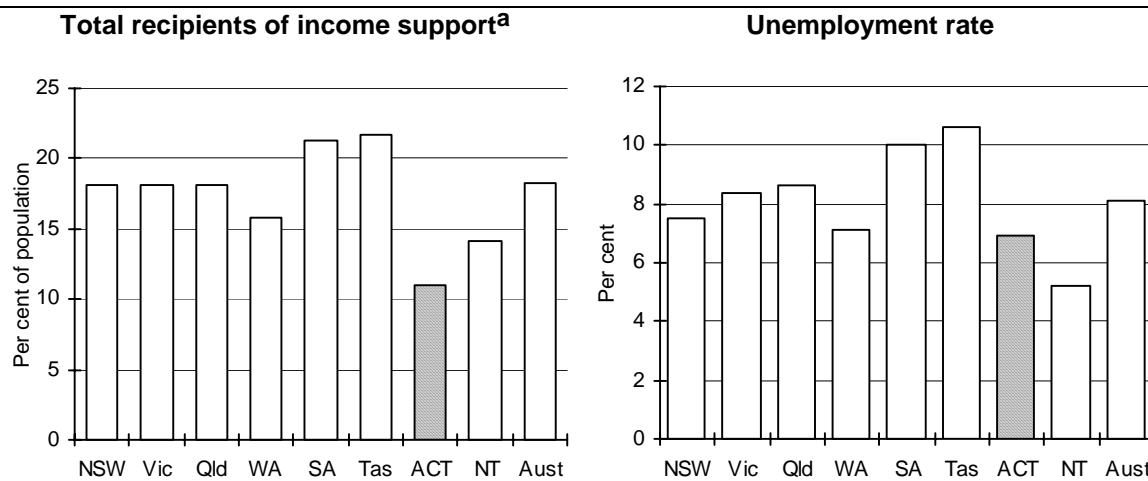 Total recipients of income supporta
Per cent of population
25
20
15
10
5
0
NSW Vic Qld WA SA Tas ACT NT Aust
Unemployment rate
Per cent
12
10
8
6
4
2
0
NSW Vic Qld WA SA Tas ACT NT Aust